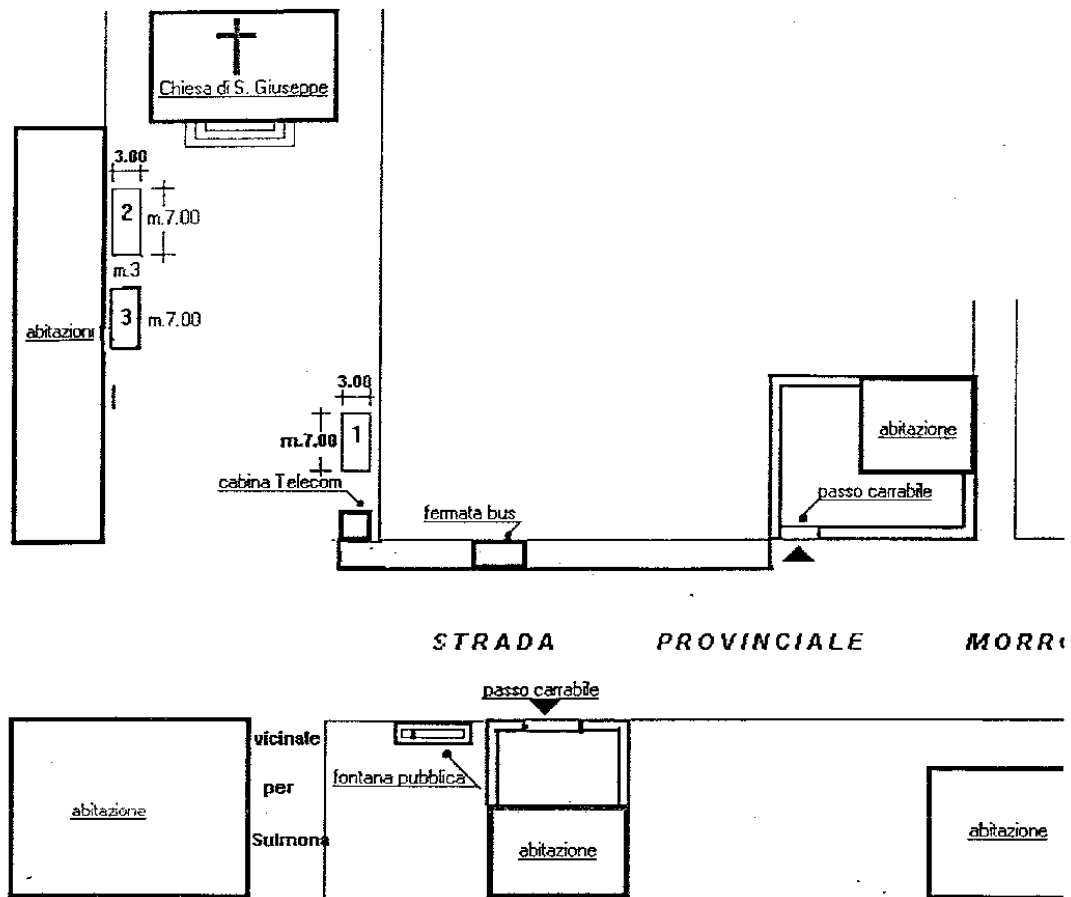 Chiesa di S. Giuseppe
3.00
2
m.7.00
m.3
3
m.7.00
abitazioni
3.00
m.7.00
1
cabina Telecom
fermata bus
abitazione
passo carrabile
STRADA PROVINCIALE
passo carrabile
vicinale
per
Sulmona
fontana pubblica
abitazione
abitazione
abitazione